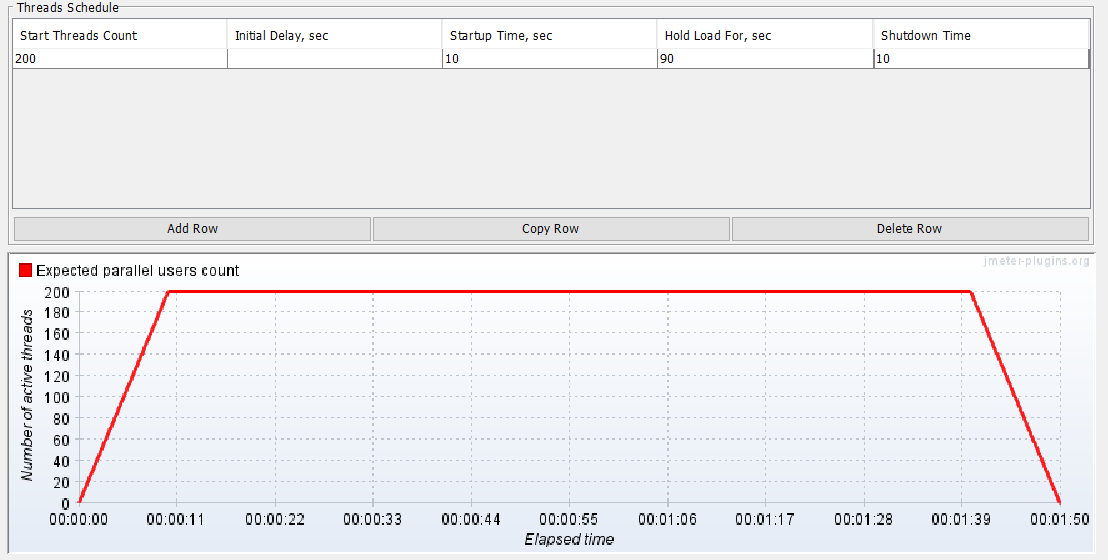 Threads Schedule
Start Threads Count Initial Delay, sec Startup Time, sec Hold Load For, sec Shutdown Time
200 10 90 10
Add Row Copy Row Delete Row
jmeter-plugins.org
Expected parallel users count
Number of active threads
200
180
160
140
120
100
80
60
40
20
0
00:00:00 00:00:11 00:00:22 00:00:33 00:00:44 00:00:55 00:01:06 00:01:17 00:01:28 00:01:39 00:01:50
Elapsed time